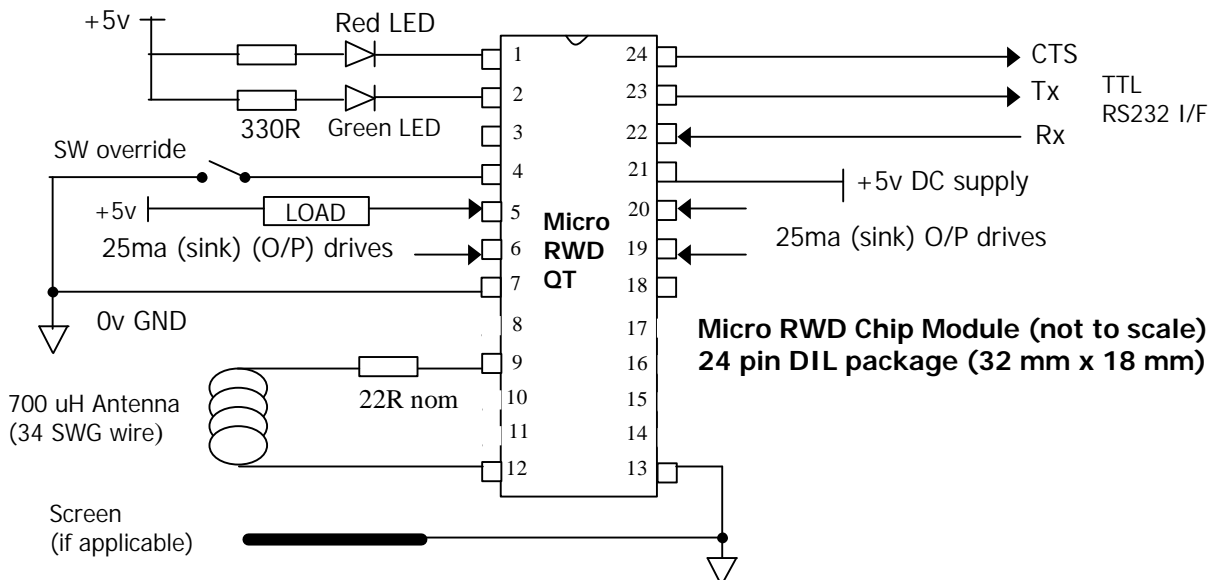 +5v
Red LED
330R
Green LED
SW override
+5v
LOAD
25ma (sink) (O/P) drives
0v GND
700 uH Antenna
(34 SWG wire)
22R nom
Screen
(if applicable)
1
2
3
4
5
6
7
8
9
10
11
12
Micro
RWD
QT
24
23
22
21
20
19
18
17
16
15
14
13
CTS
Tx
Rx
TTL
RS232 I/F
+5v DC supply
25ma (sink) O/P drives
Micro RWD Chip Module (not to scale)
24 pin DIL package (32 mm x 18 mm)